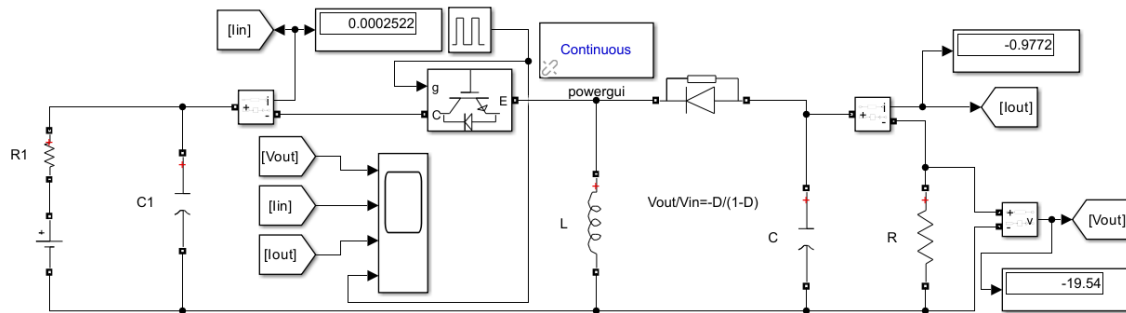 [Iin]
0.0002522
Continuous
powergui
-0.9772
[Iout]
g
C
E
+
-
i
+
-
i
R1
C1
[Vout]
[Iin]
[Iout]
L
Vout/Vin=-D/(1-D)
C
R
+
-
v
[Vout]
+
-19.54